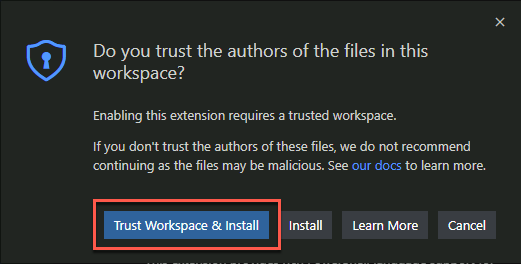 Do you trust the authors of the files in this
workspace?
Enabling this extension requires a trusted workspace.
If you don't trust the authors of these files, we do not recommend
continuing as the files may be malicious. See our docs to learn more.
Trust Workspace & Install
Install
Learn More
Cancel